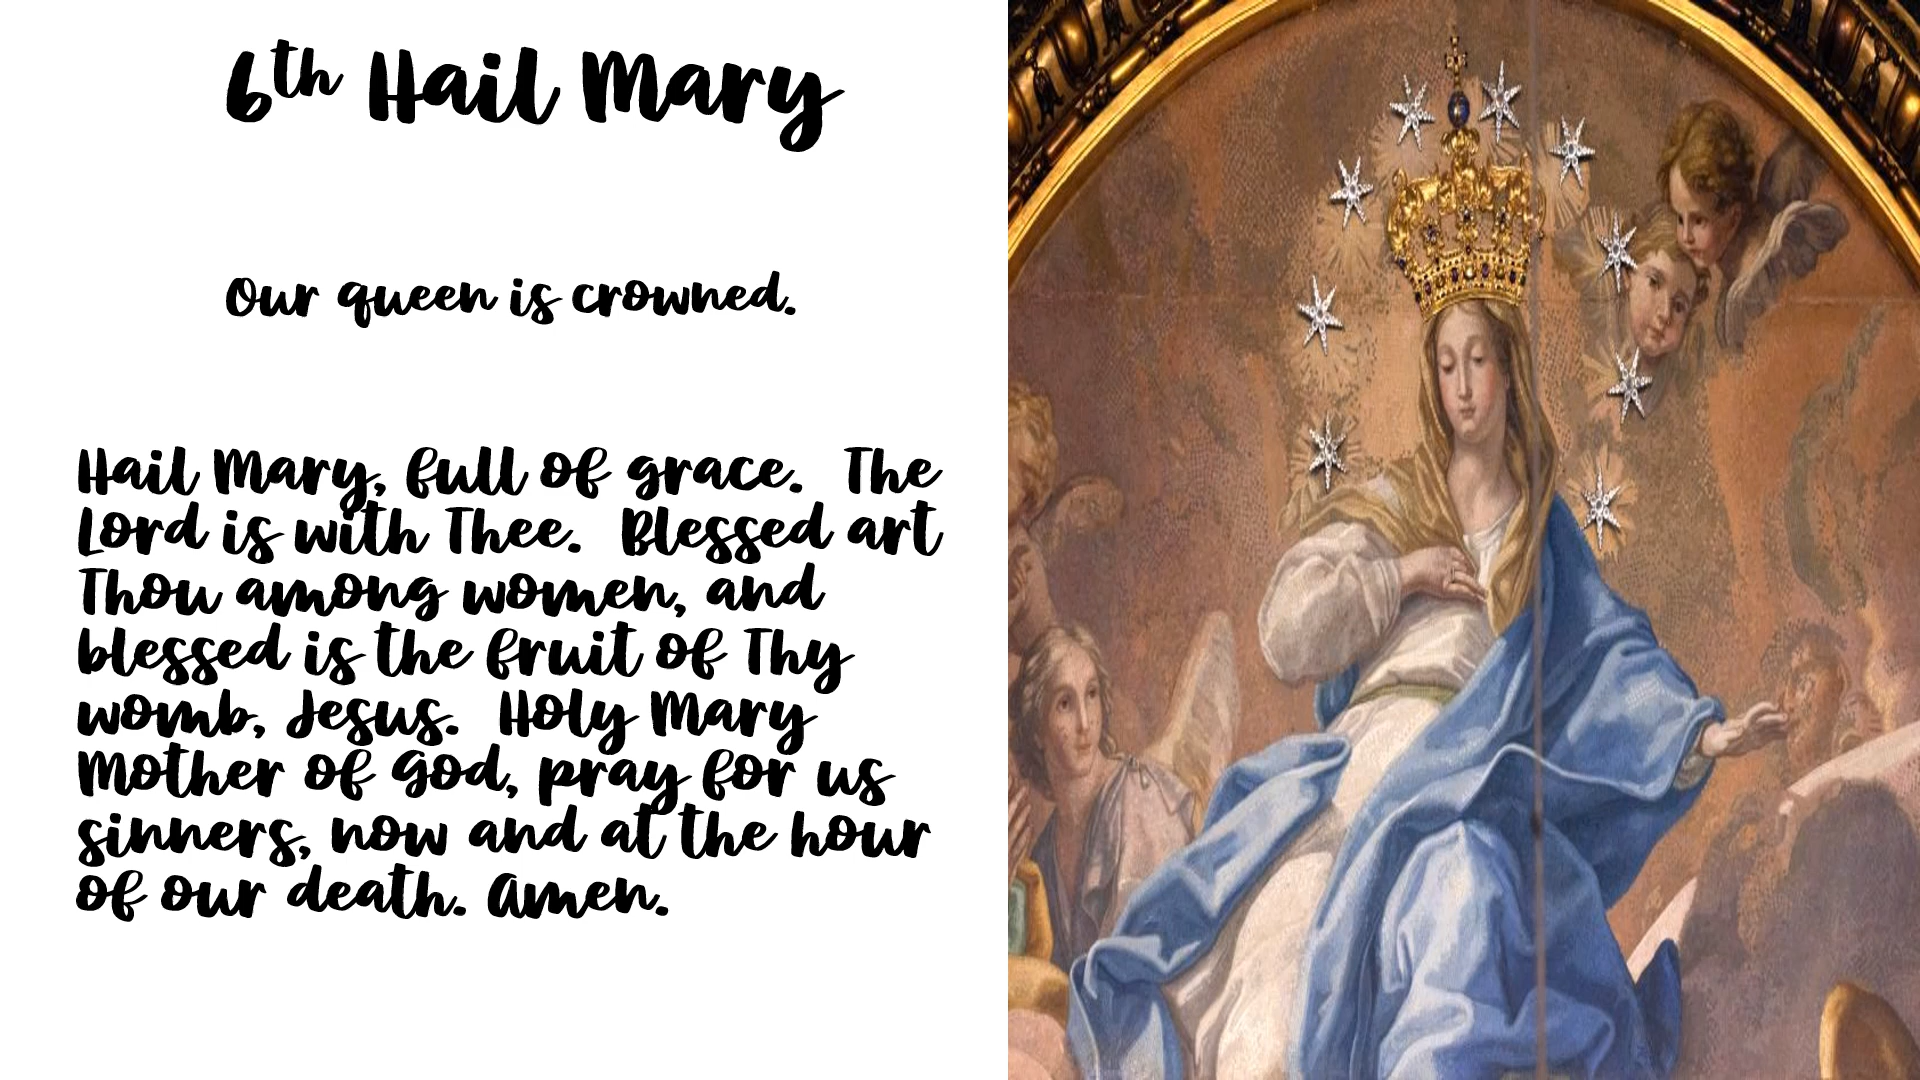 6th Hail Mary
Our queen is crowned.
Hail Mary, full of grace.  The
Lord is with Thee.  Blessed art
Thou among women, and
blessed is the fruit of Thy
womb, Jesus.  Holy Mary
Mother of God, pray for us
sinners, now and at the hour
of our death. Amen.